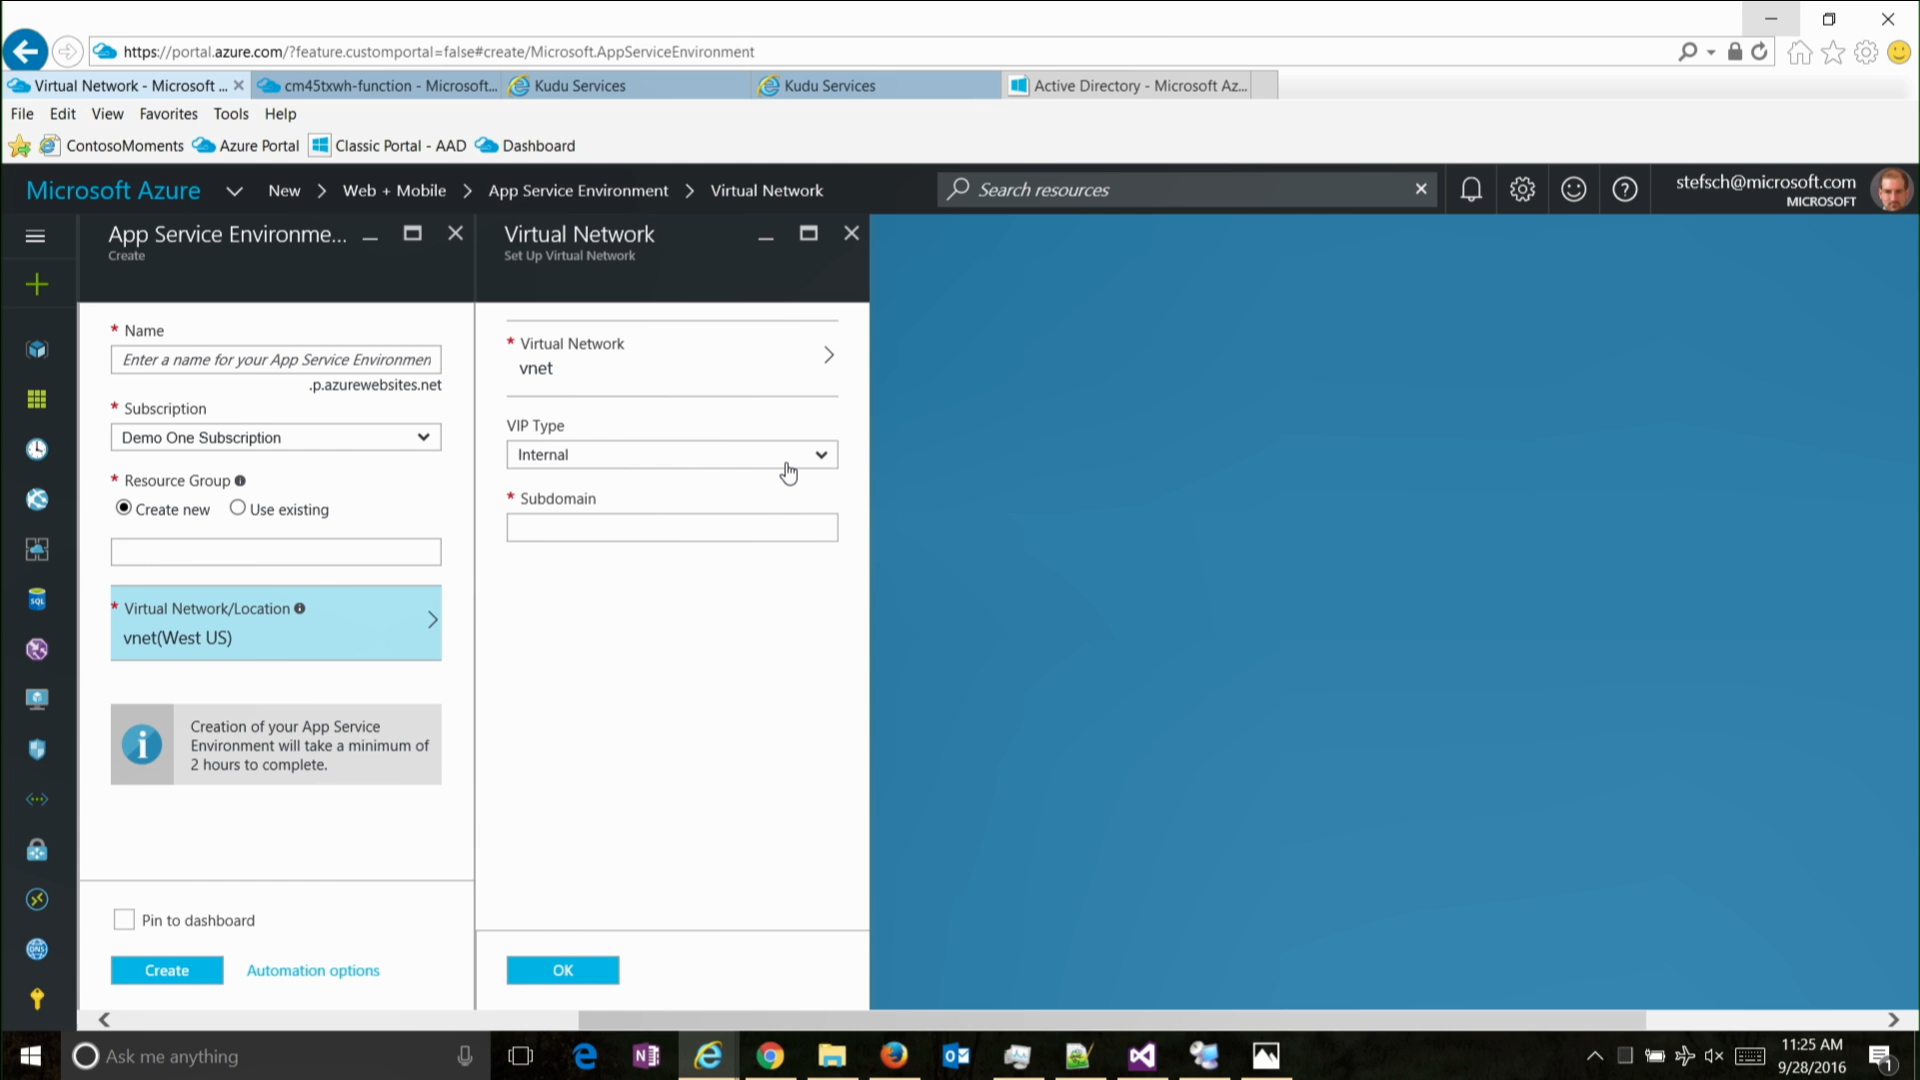 https://portal.azure.com/?feature.customportal=false#create/Microsoft.AppServiceEnvironment
Virtual Network - Microsoft ...
cm45txwh-function - Microsoft...
Kudu Services
Kudu Services
Active Directory - Microsoft Az...
File Edit View Favorites Tools Help
ContosoMoments Azure Portal Classic Portal - AAD Dashboard
Microsoft Azure New > Web + Mobile > App Service Environment > Virtual Network
Search resources
stefsch@microsoft.com
MICROSOFT
App Service Environme...
Create
* Name
Enter a name for your App Service Environmen
.p.azurewebsites.net
* Subscription
Demo One Subscription
* Resource Group
Create new Use existing
* Virtual Network/Location
vnet(West US)
Creation of your App Service
Environment will take a minimum of
2 hours to complete.
Pin to dashboard
Create Automation options
Virtual Network
Set Up Virtual Network
* Virtual Network
vnet
VIP Type
Internal
* Subdomain
OK
SQL
DNS
Ask me anything
11:25 AM
9/28/2016
1